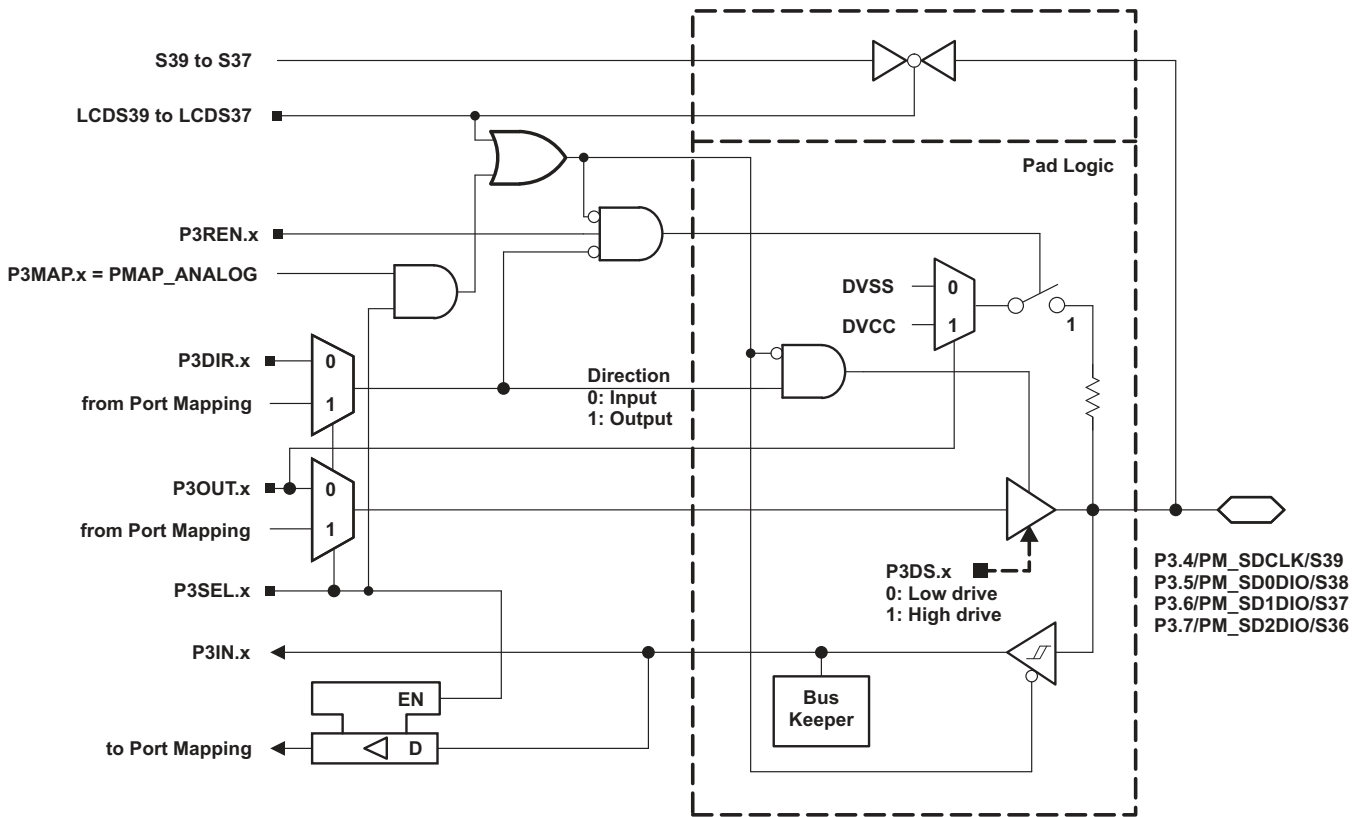 S39 to S37
LCDS39 to LCDS37
Pad Logic
P3REN.x
P3MAP.x = PMAP_ANALOG
DVSS
0
DVCC
1
1
P3DIR.x
0
from Port Mapping
1
Direction
0: Input
1: Output
P3OUT.x
0
from Port Mapping
1
P3DS.x
0: Low drive
1: High drive
P3.4/PM_SDCLK/S39
P3.5/PM_SD0DIO/S38
P3.6/PM_SD1DIO/S37
P3.7/PM_SD2DIO/S36
P3SEL.x
P3IN.x
EN
Bus
Keeper
to Port Mapping
D